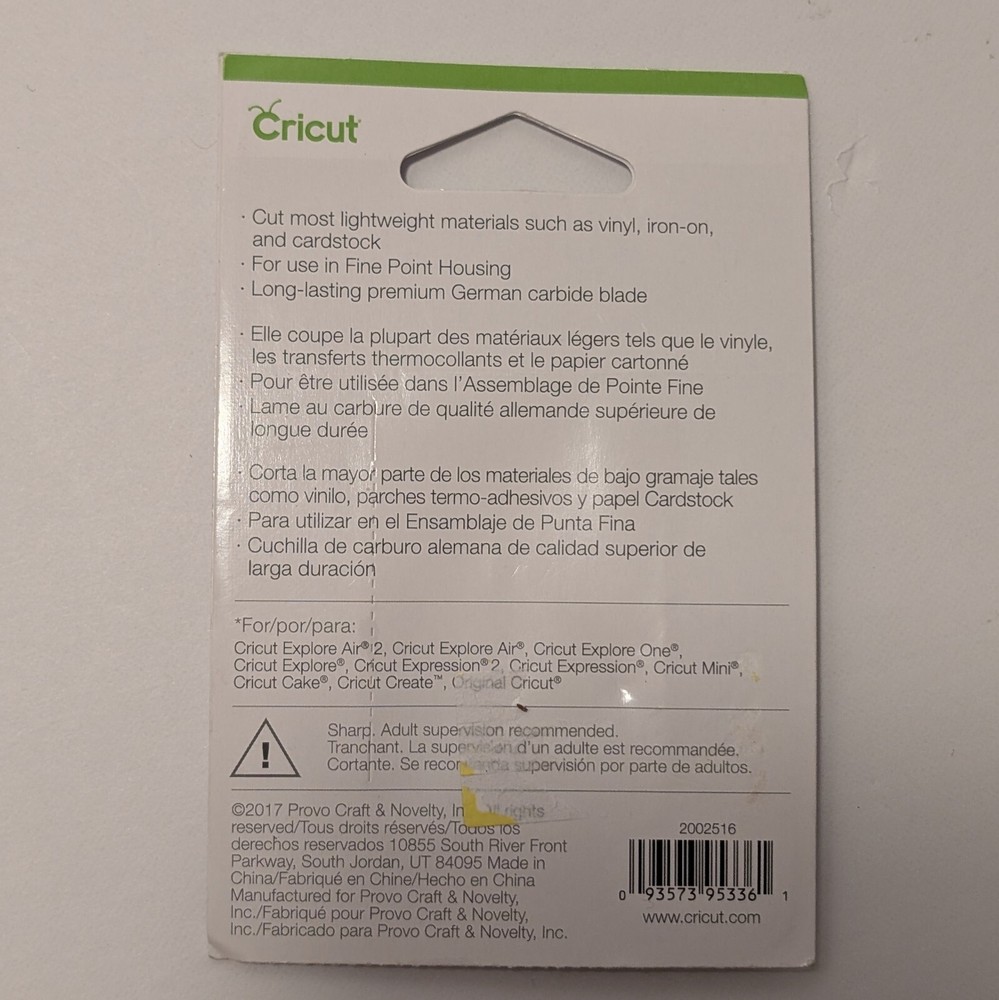 Cricut
· Cut most lightweight materials such as vinyl, iron-on,
and cardstock
· For use in Fine Point Housing
· Long-lasting premium German carbide blade
· Elle coupe la plupart des matériaux légers tels que le vinyle,
les transferts thermocollants et le papier cartonné
· Pour être utilisée dans l'Assemblage de Pointe Fine
· Lame au carbure de qualité allemande supérieure de
longue durée
· Corta la mayor parte de los materiales de bajo gramaje tales
como vinilo, parches termo-adhesivos y papel Cardstock
· Para utilizar en el Ensamblaje de Punta Fina
· Cuchilla de carburo alemana de calidad superior de
larga duración
*For/por/para:
Cricut Explore Air® 2, Cricut Explore Air®, Cricut Explore One®,
Cricut Explore®, Cricut Expression® 2, Cricut Expression®, Cricut Mini®,
Cricut Cake®, Cricut Create™, Original Cricut®
Sharp. Adult supervision recommended.
Tranchant. La supervision d'un adulte est recommandée.
Cortante. Se recomienda supervisión por parte de adultos.
©2017 Provo Craft & Novelty, Inc. All rights
reserved/Tous droits réservés/Todos los
derechos reservados 10855 South River Front
Parkway, South Jordan, UT 84095 Made in
China/Fabriqué en Chine/Hecho en China
Manufactured for Provo Craft & Novelty,
Inc./Fabriqué pour Provo Craft & Novelty,
Inc./Fabricado para Provo Craft & Novelty, Inc.
2002516
0 93573 95336 1
www.cricut.com